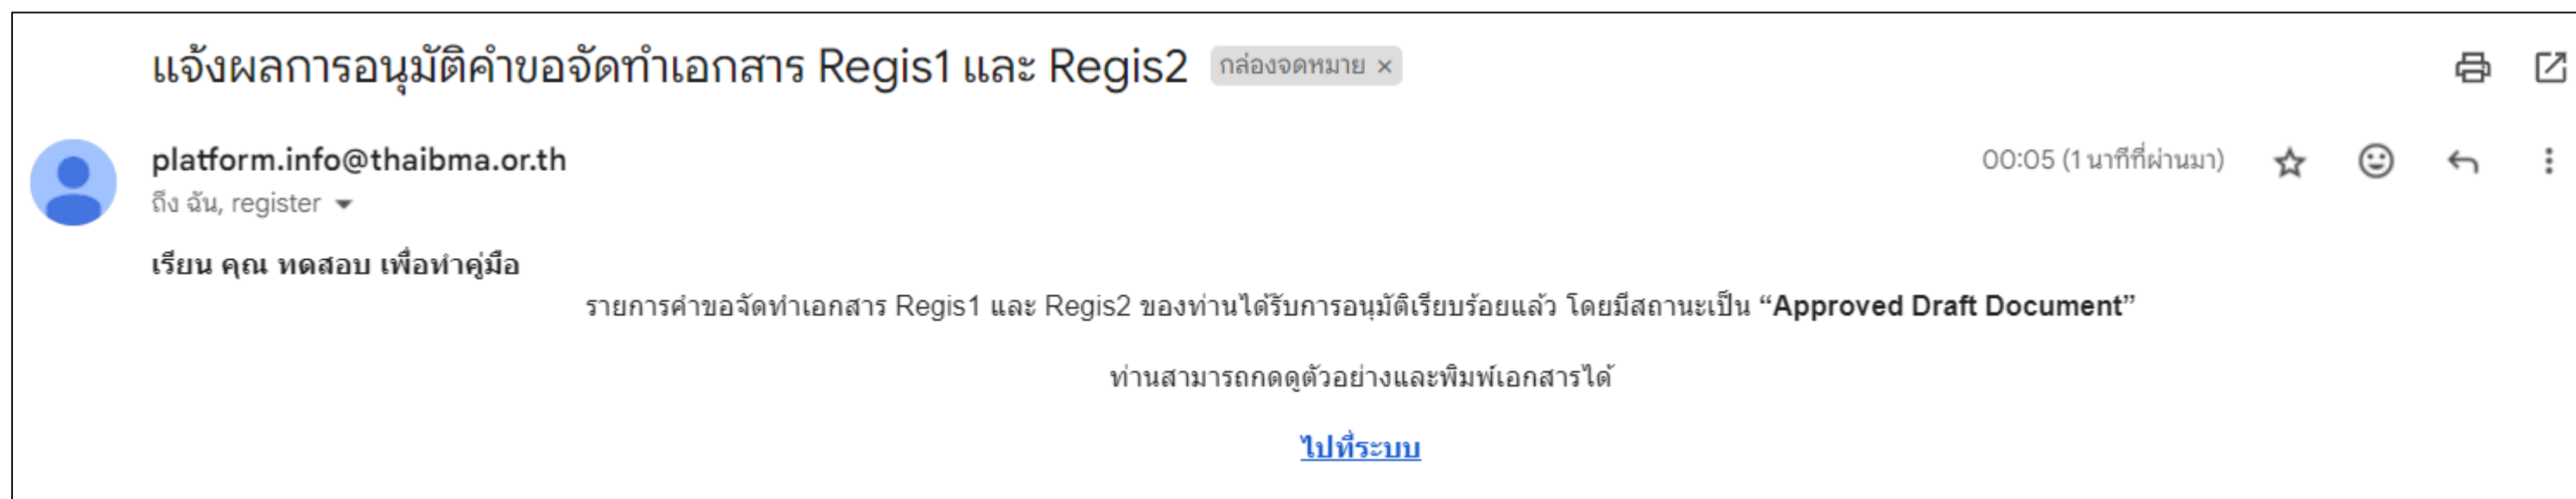 แจ้งผลการอนุมัติคำขอจัดทำเอกสาร Regis1 และ Regis2 กล่องจดหมาย ×
platform.info@thaibma.or.th 00:05 (1 นาทีที่ผ่านมา)
ถึง ฉัน, register
เรียน คุณ ทดสอบ เพื่อทำคู่มือ
รายการคำขอจัดทำเอกสาร Regis1 และ Regis2 ของท่านได้รับการอนุมัติเรียบร้อยแล้ว โดยมีสถานะเป็น “Approved Draft Document”
ท่านสามารถกดดูตัวอย่างและพิมพ์เอกสารได้
ไปที่ระบบ